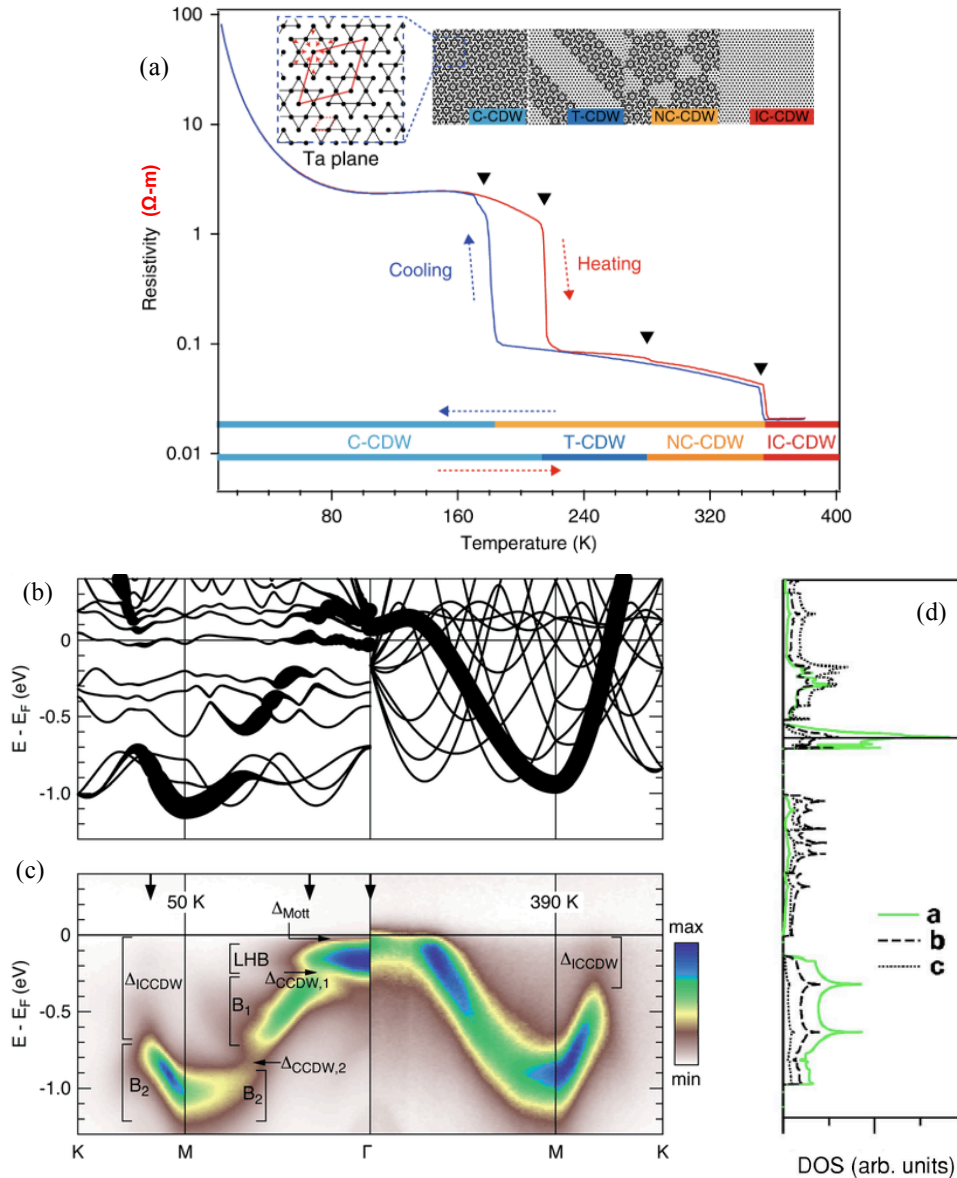 (a)
100
10
1
0.1
0.01
Resistivity (Ω-m)
Ta plane
C-CDW T-CDW NC-CDW IC-CDW
Cooling
Heating
C-CDW T-CDW NC-CDW IC-CDW
80 160 240 320 400
Temperature (K)
(b)
0
-0.5
-1.0
E - E_F (eV)
(c)
50 K
390 K
Δ_Mott
Δ_ICCDW
LHB
Δ_CCDW,1
B_1
Δ_CCDW,2
B_2
B_2
Δ_ICCDW
0
-0.5
-1.0
E - E_F (eV)
K M Γ M K
max
min
(d)
a
b
c
DOS (arb. units)